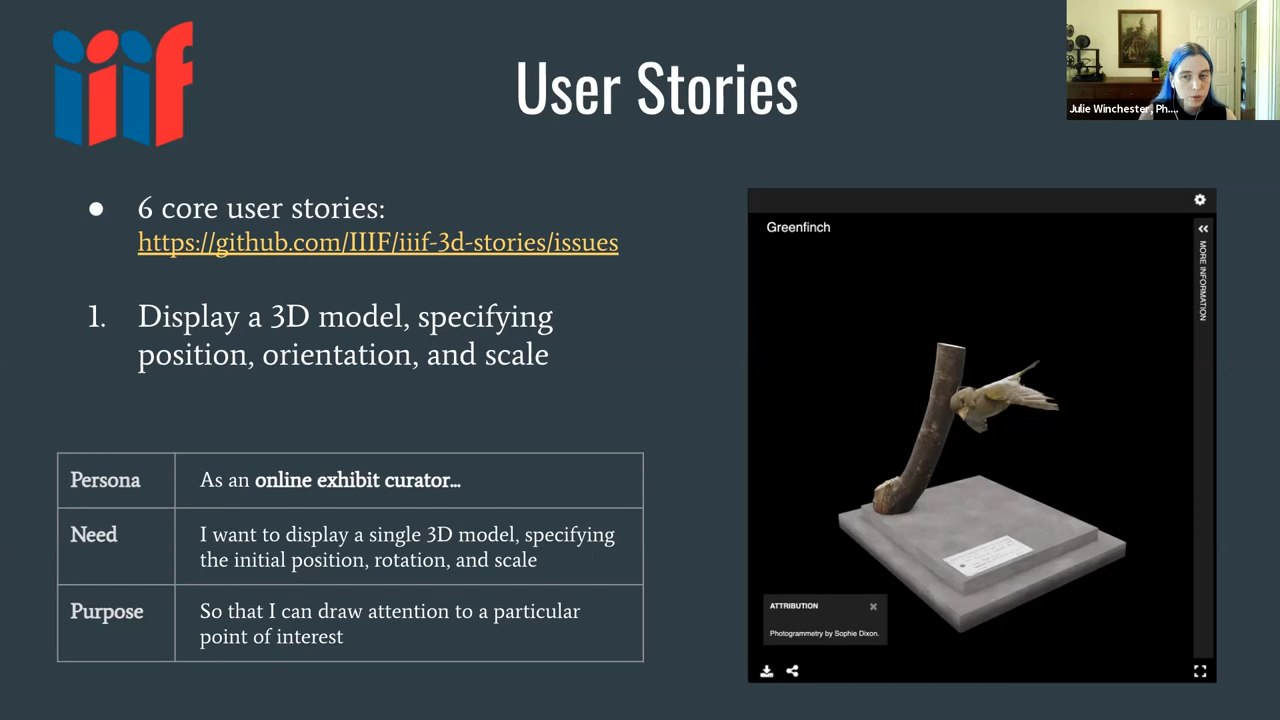 iiif
User Stories
Julie Winchester, Ph....
● 6 core user stories:
https://github.com/IIIF/iiif-3d-stories/issues
1. Display a 3D model, specifying
position, orientation, and scale
Persona
As an online exhibit curator...
Need
I want to display a single 3D model, specifying
the initial position, rotation, and scale
Purpose
So that I can draw attention to a particular
point of interest
Greenfinch
MORE INFORMATION
ATTRIBUTION
Photogrammetry by Sophie Dixon.